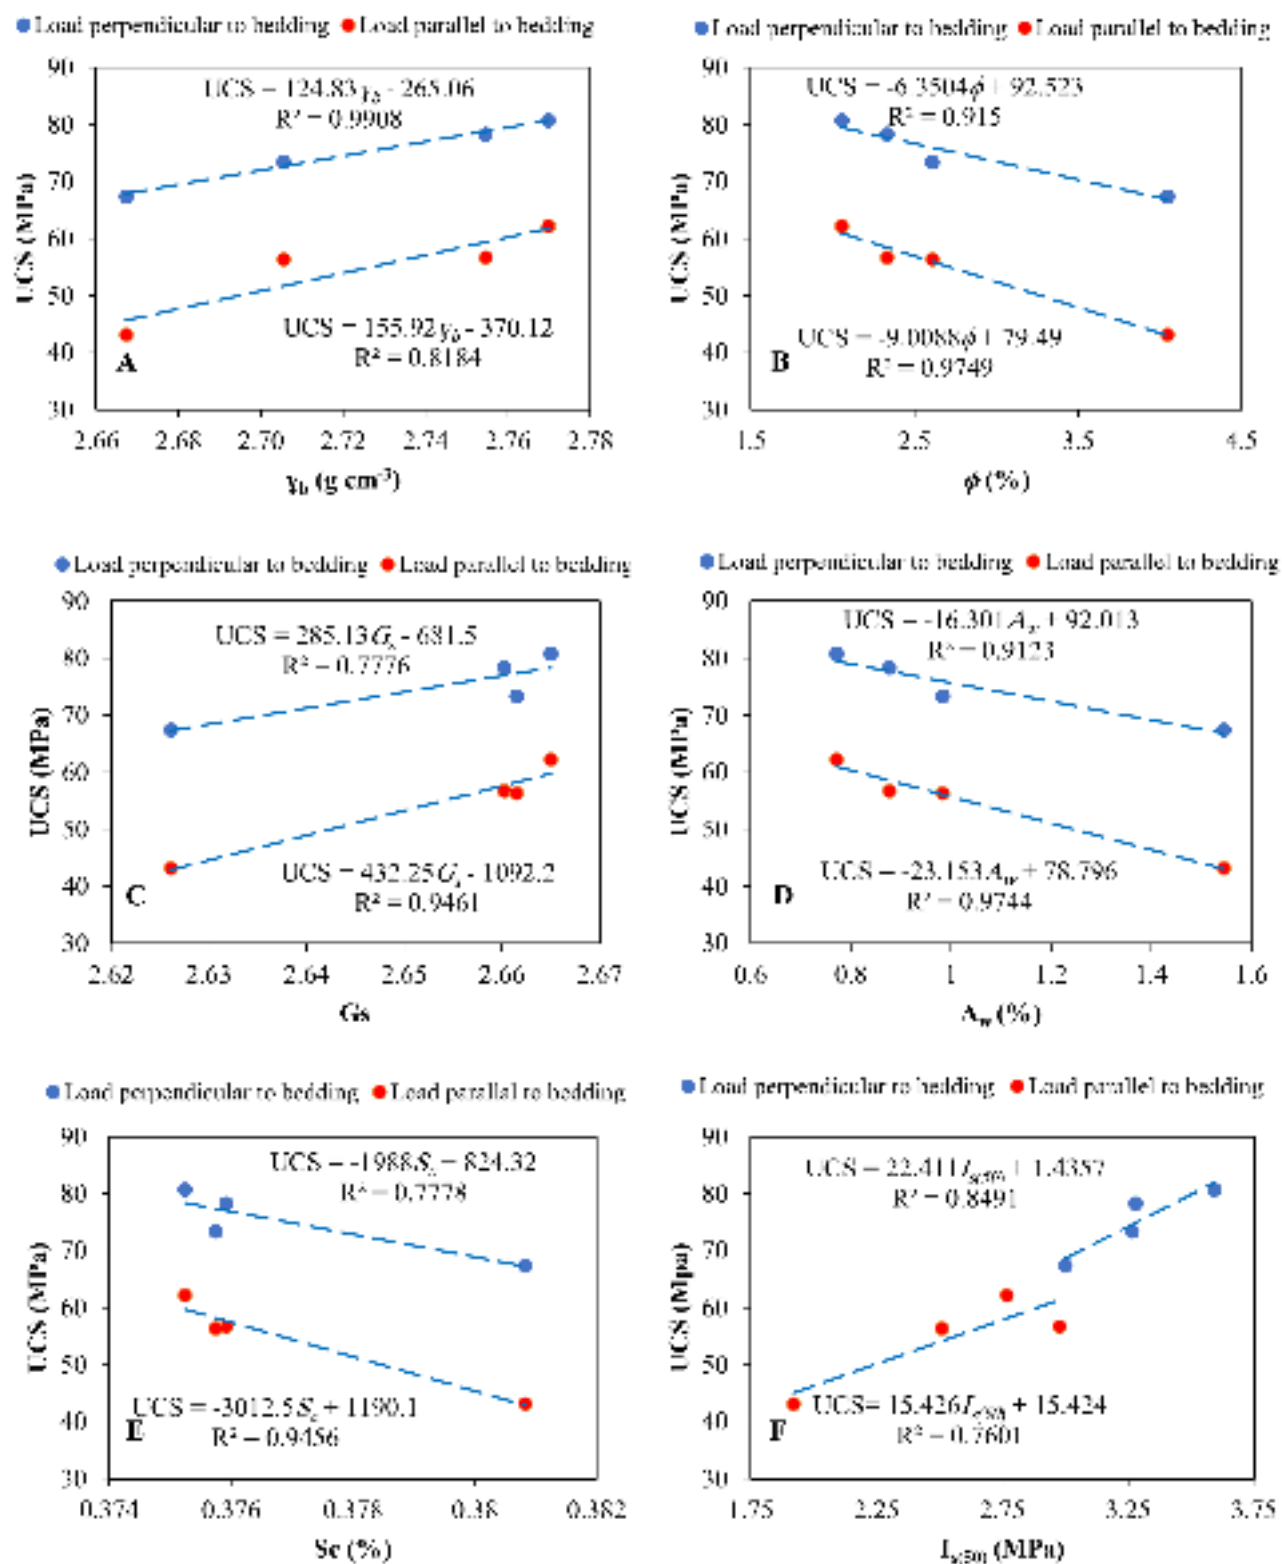 Load perpendicular to bedding Load parallel to bedding
UCS = 124.83γb - 265.06
R² = 0.9908
UCS = 155.92γb - 370.12
R² = 0.8184
A
UCS (MPa)
90
80
70
60
50
40
30
2.66 2.68 2.70 2.72 2.74 2.76 2.78
γb (g cm-3)
Load perpendicular to bedding Load parallel to bedding
UCS = -6.3504ϕ + 92.523
R² = 0.915
UCS = -9.0088ϕ + 79.49
R² = 0.9749
B
UCS (MPa)
90
80
70
60
50
40
30
1.5 2.5 3.5 4.5
ϕ (%)
Load perpendicular to bedding Load parallel to bedding
UCS = 285.13Gs - 681.5
R² = 0.7776
UCS = 432.25Gs - 1092.2
R² = 0.9461
C
UCS (MPa)
90
80
70
60
50
40
30
2.62 2.63 2.64 2.65 2.66 2.67
Gs
Load perpendicular to bedding Load parallel to bedding
UCS = -16.301Aw + 92.013
R² = 0.9123
UCS = -23.153Aw + 78.796
R² = 0.9744
D
UCS (MPa)
90
80
70
60
50
40
30
0.6 0.8 1 1.2 1.4 1.6
Aw (%)
Load perpendicular to bedding Load parallal to bedding
UCS = -1988S 824.32
R² = 0.7778
UCS = -3012.5Sc + 1190.1
R² = 0.9456
E
UCS (MPa)
90
80
70
60
50
40
30
0.374 0.376 0.378 0.38 0.382
Sc (%)
Load perpendicular to bedding Load parallel to bedding
UCS = 22.411Is(50) + 1.4357
R² = 0.8491
UCS= 15.426Is(50) + 15.424
R² = 0.7601
F
UCS (Mpa)
90
80
70
60
50
40
30
1.75 2.25 2.75 3.25 3.75
Is(50) (MPa)